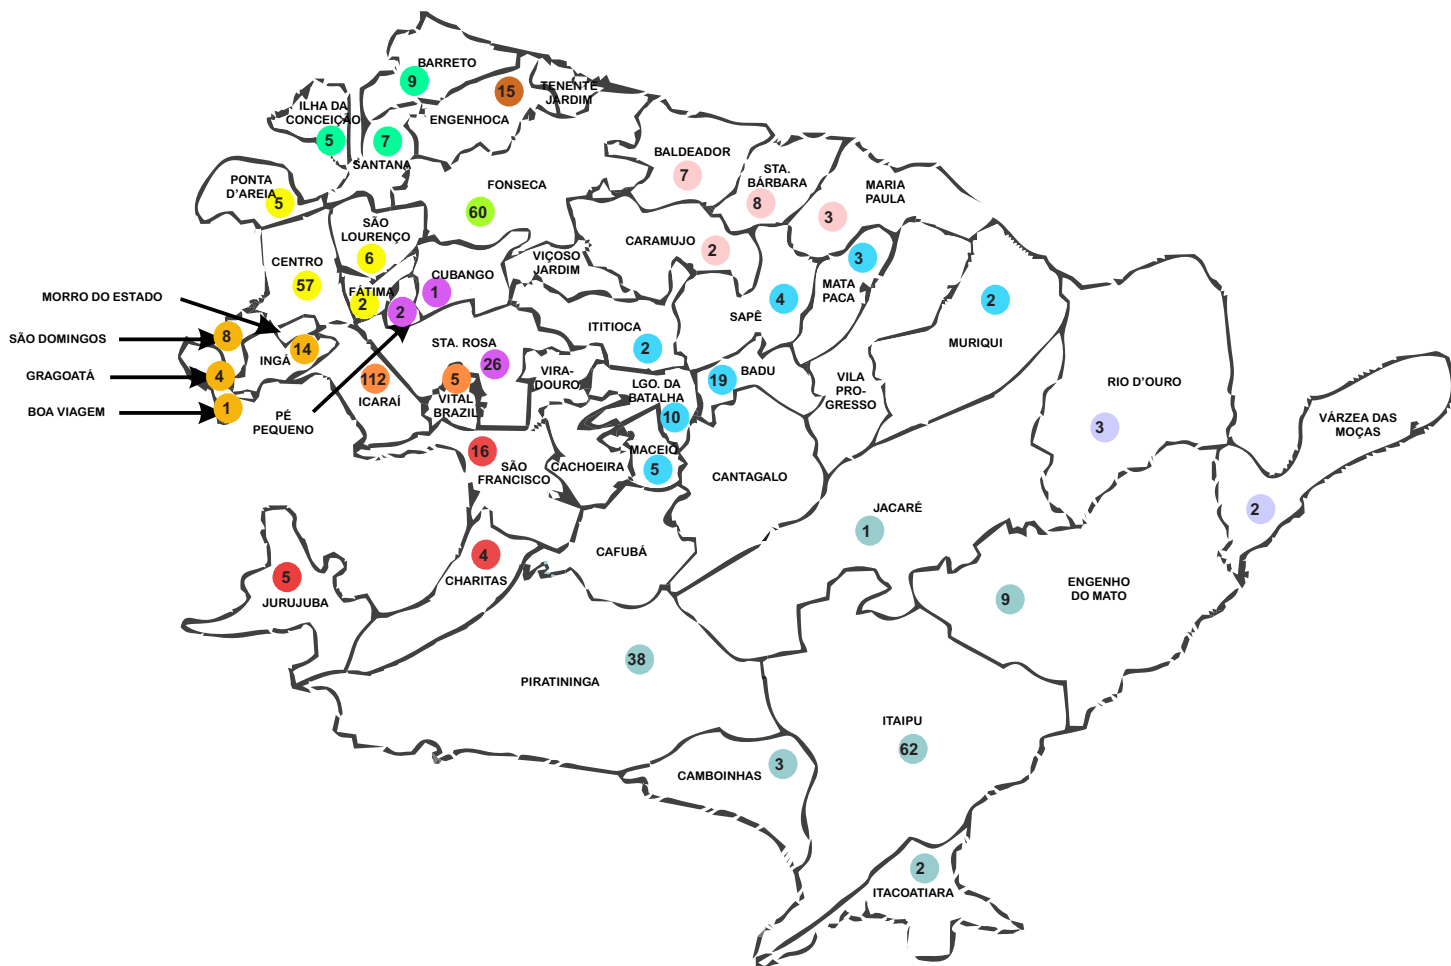 BARRETO
9
15
TENENTE
JARDIM
ILHA DA
CONCEIÇÃO
5
7
ENGENHOCA
SANTANA
BALDEADOR
7
STA.
BÁRBARA
8
MARIA
PAULA
3
PONTA
D'AREIA
5
FONSECA
60
SÃO
LOURENÇO
6
CARAMUJO
2
VIÇOSO
JARDIM
CENTRO
57
CUBANGO
1
FÁTIMA
2
2
3
MATA
PACA
4
SAPÊ
2
MURIQUI
MORRO DO ESTADO
SÃO DOMINGOS
8
GRAGOATÁ
4
BOA VIAGEM
1
INGÁ
14
PÉ
PEQUENO
112
ICARAÍ
STA. ROSA
26
5
VITAL
BRAZIL
VIRA-
DOURO
ITITIOCA
2
LGO. DA
BATALHA
10
19
BADU
VILA
PRO-
GRESSO
RIO D'OURO
3
VÁRZEA DAS
MOÇAS
2
16
SÃO
FRANCISCO
CACHOEIRA
MACEIÓ
5
CANTAGALO
JACARÉ
1
4
CHARITAS
CAFUBÁ
5
JURUJUBA
ENGENHO
DO MATO
9
38
PIRATININGA
ITAIPU
62
CAMBOINHAS
3
2
ITACOATIARA